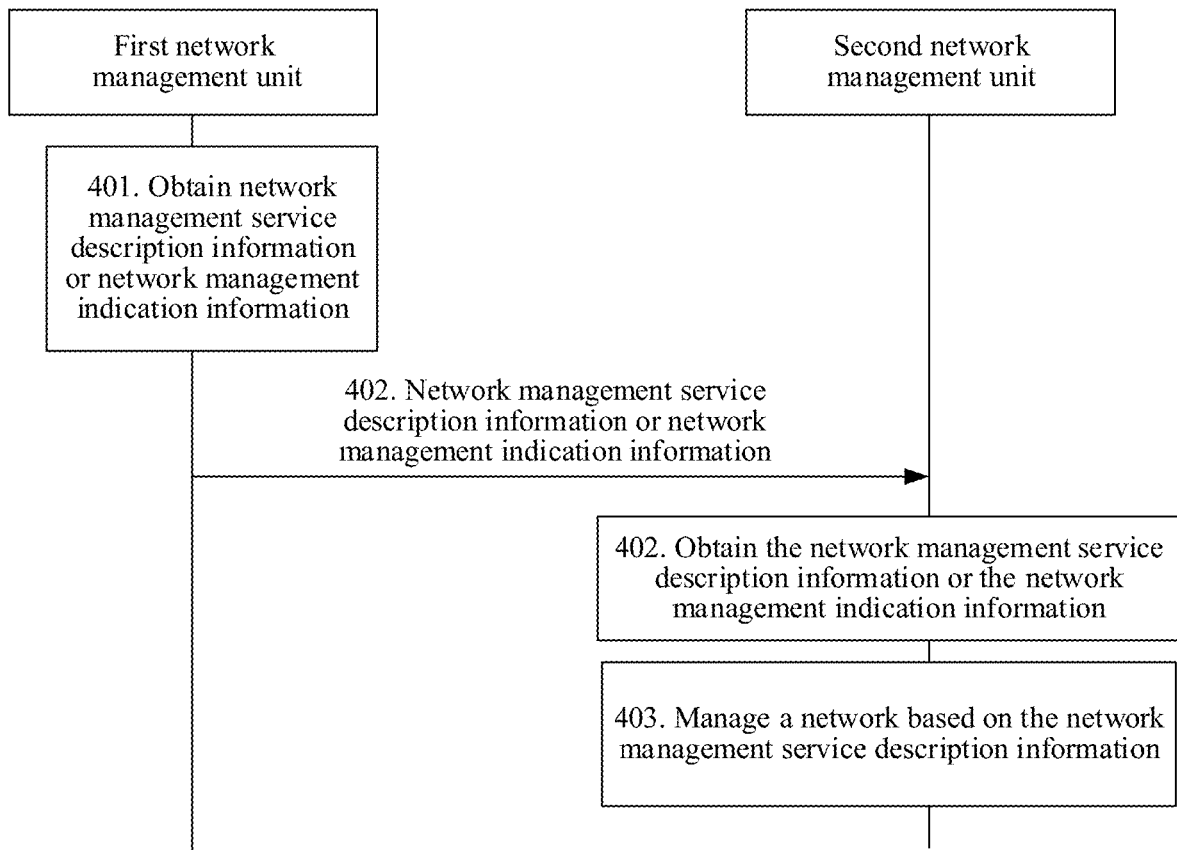 First network
management unit
Second network
management unit
401. Obtain network
management service
description information
or network management
indication information
402. Network management service
description information or network
management indication information
402. Obtain the network management service
description information or the network
management indication information
403. Manage a network based on the network
management service description information